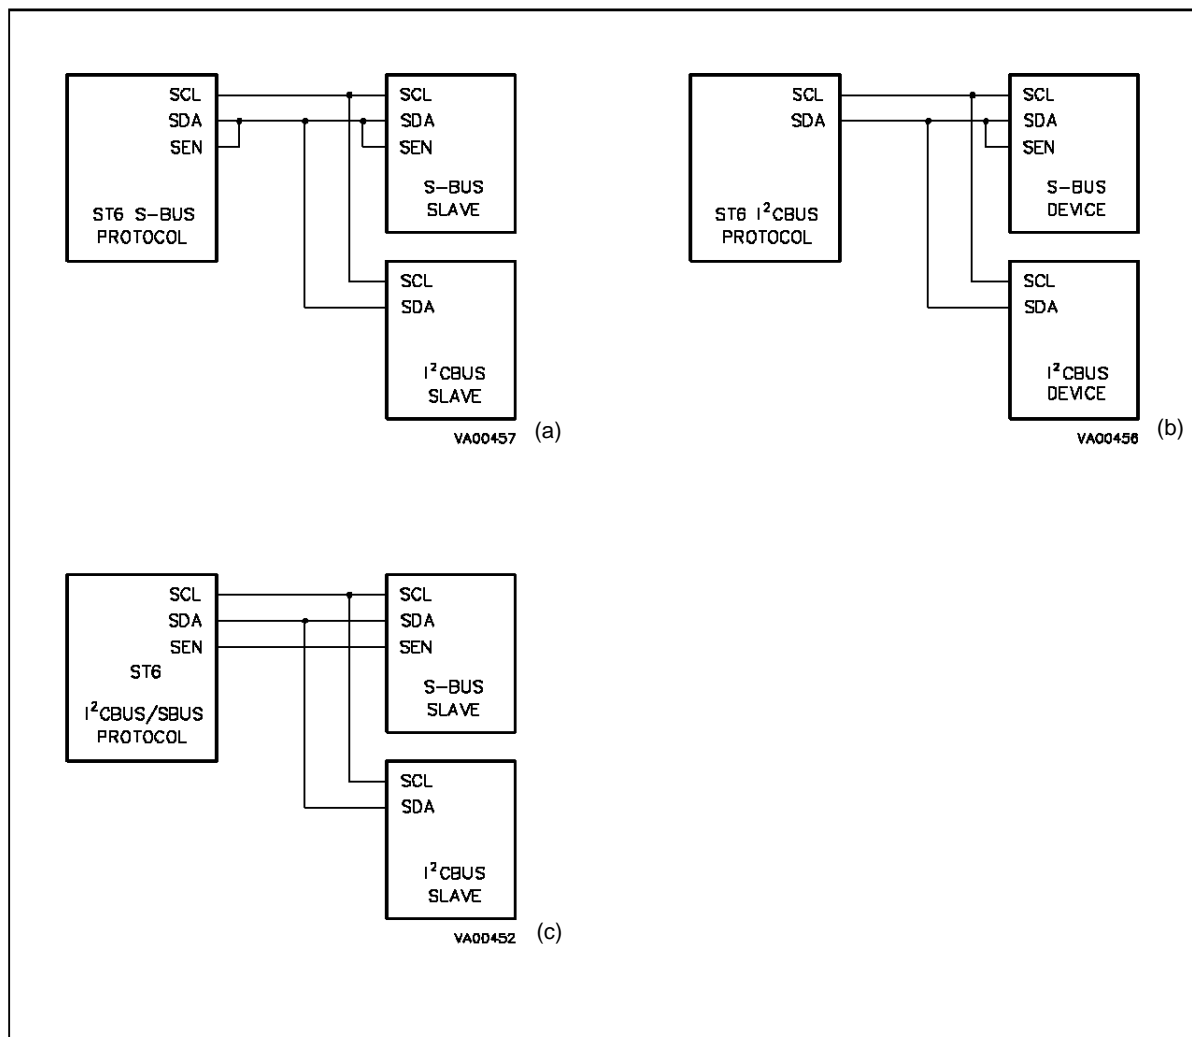 SCL
SDA
SEN
ST6 S-BUS
PROTOCOL
SCL
SDA
SEN
S-BUS
SLAVE
SCL
SDA
I²CBUS
SLAVE
VA00457
(a)
SCL
SDA
ST6 I²CBUS
PROTOCOL
SCL
SDA
SEN
S-BUS
DEVICE
SCL
SDA
I²CBUS
DEVICE
VA00456
(b)
SCL
SDA
SEN
ST6
I²CBUS/SBUS
PROTOCOL
SCL
SDA
SEN
S-BUS
SLAVE
SCL
SDA
I²CBUS
SLAVE
VA00452
(c)